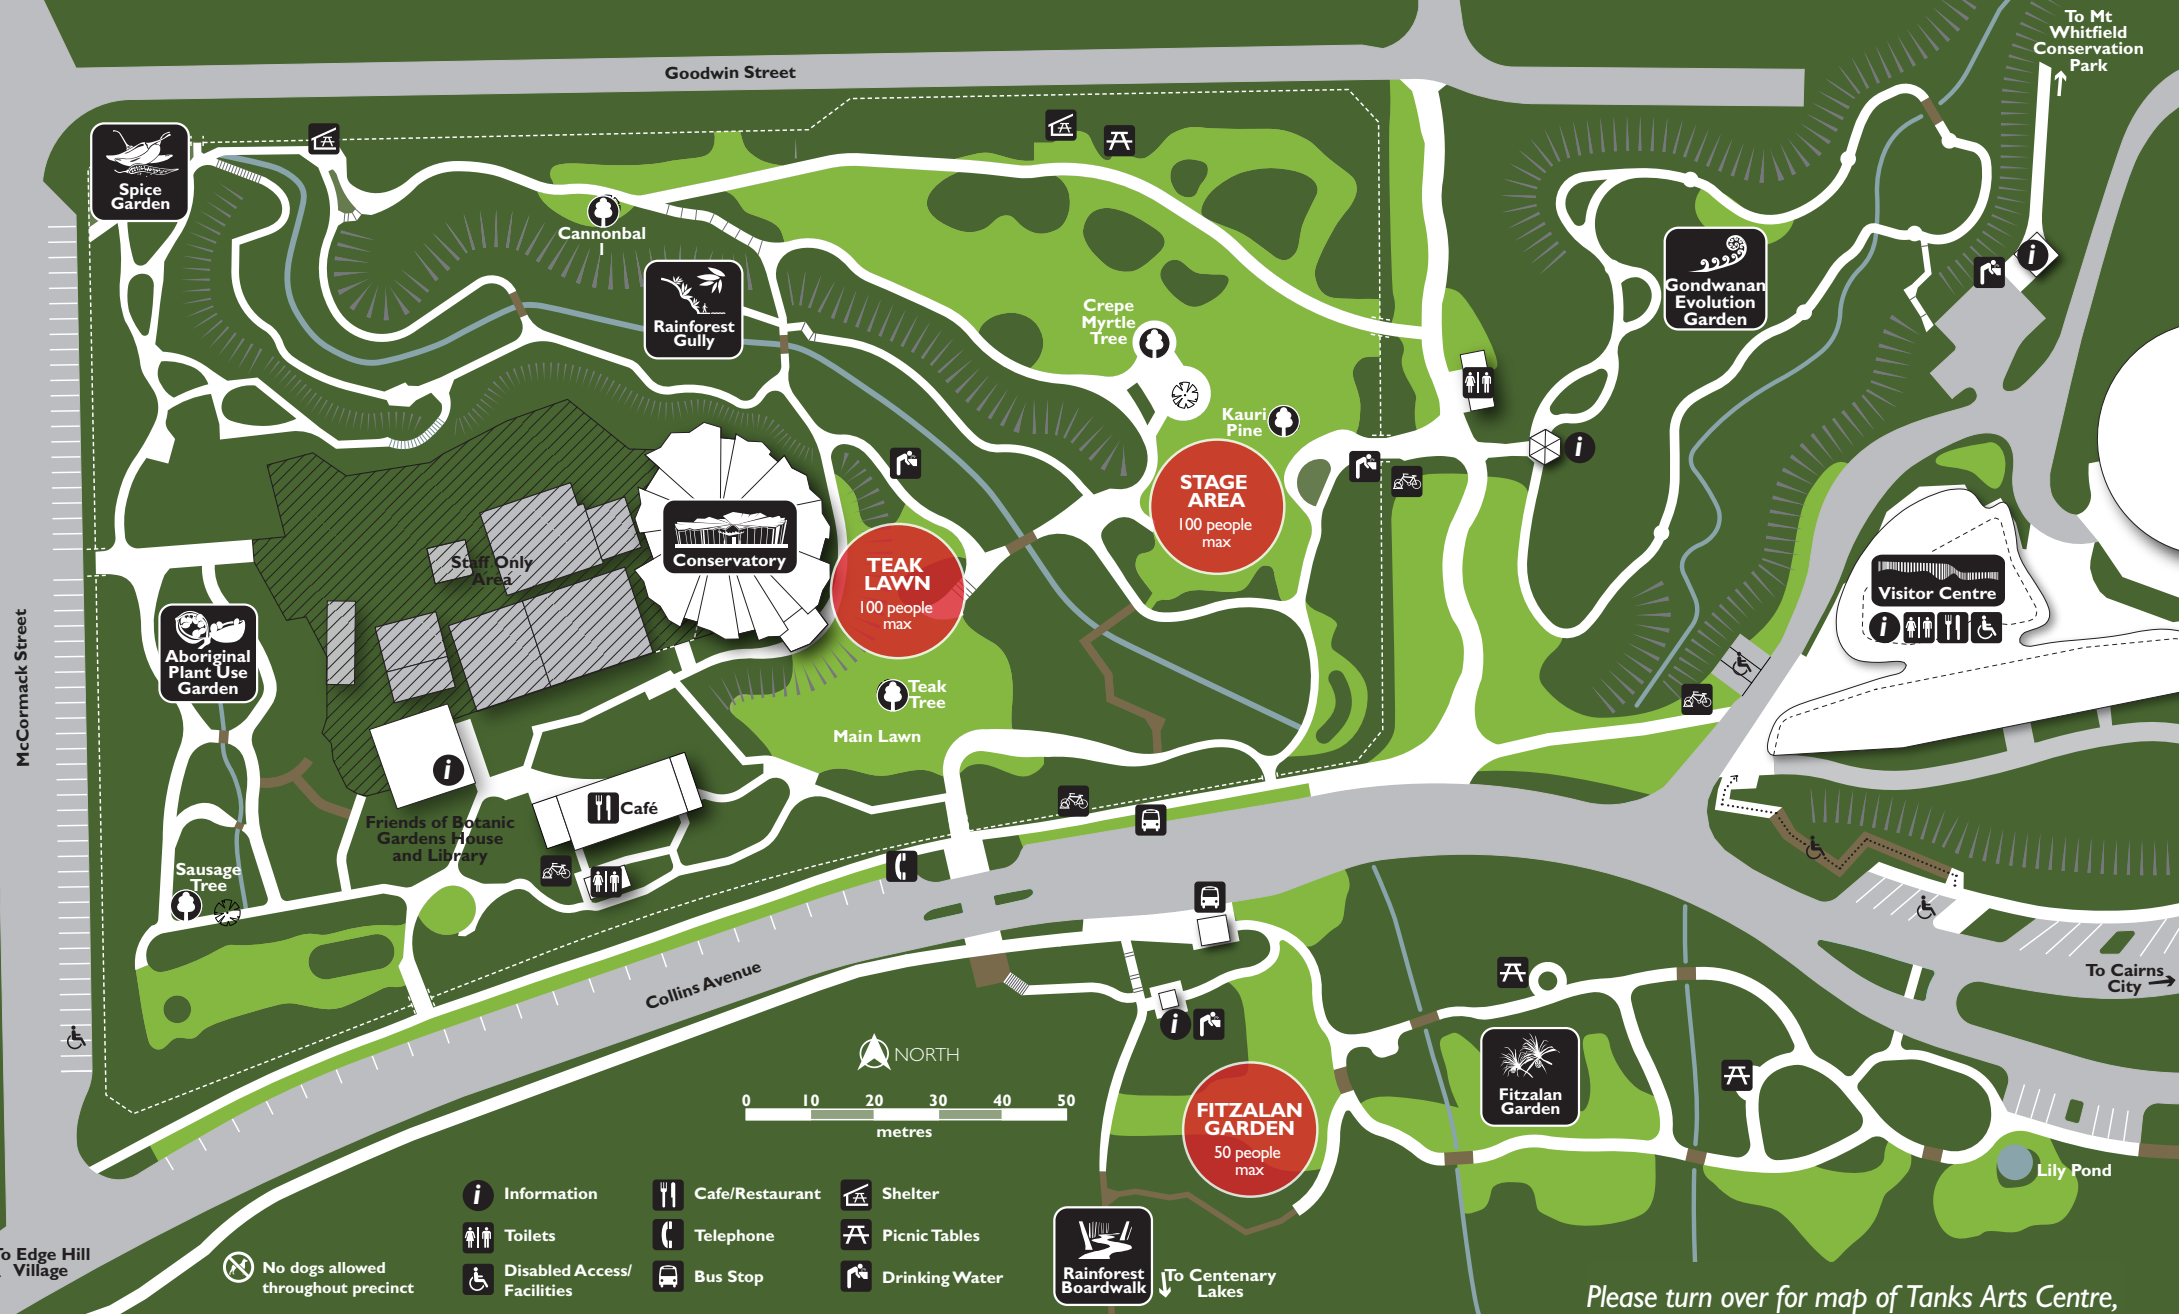 To Mt
Whitfield
Conservation
Park
Goodwin Street
Spice
Garden
Cannonbal
l
Rainforest
Gully
Crepe
Myrtle
Tree
Kauri
Pine
Gondwanan
Evolution
Garden
STAGE
AREA
100 people
max
Staff Only
Area
Conservatory
TEAK
LAWN
100 people
max
Visitor Centre
Aboriginal
Plant Use
Garden
McCormack Street
Teak
Tree
Main Lawn
Café
Friends of Botanic
Gardens House
and Library
Sausage
Tree
Collins Avenue
To Cairns
City
NORTH
0 10 20 30 40 50
metres
Fitzalan
Garden
FITZALAN
GARDEN
50 people
max
Lily Pond
Information
Toilets
Disabled Access/
Facilities
Cafe/Restaurant
Telephone
Bus Stop
Shelter
Picnic Tables
Drinking Water
Rainforest
Boardwalk
To Centenary
Lakes
To Edge Hill
Village
No dogs allowed
throughout precinct
Please turn over for map of Tanks Arts Centre,